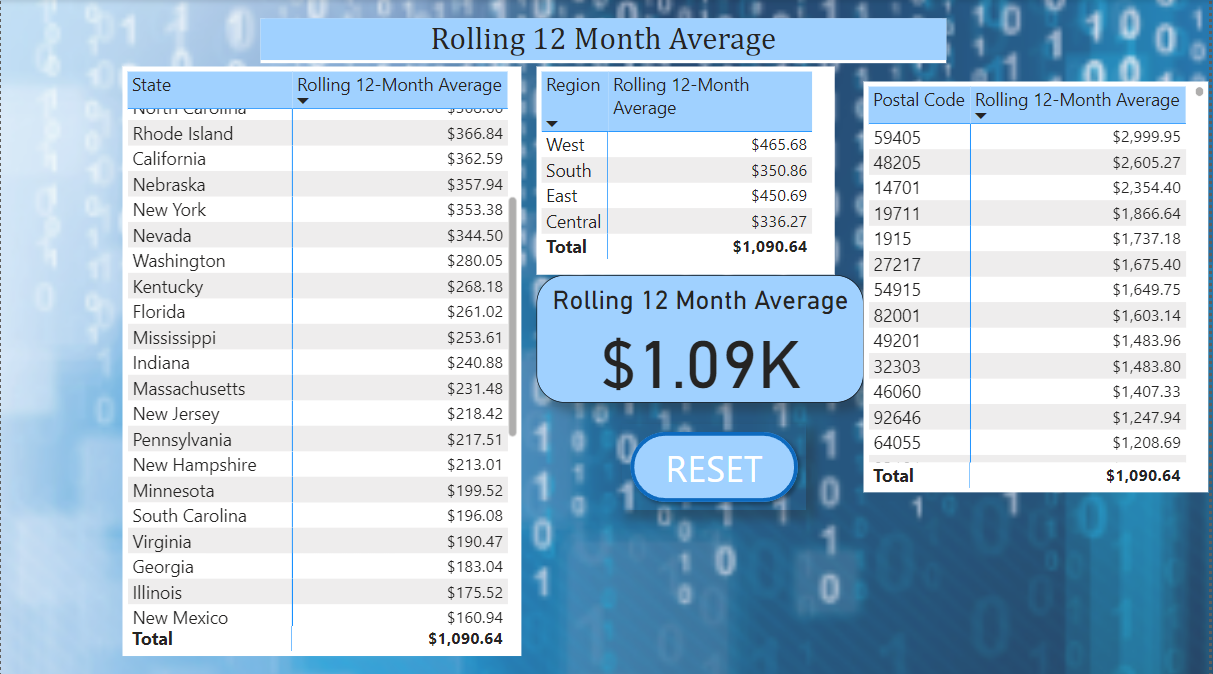 Rolling 12 Month Average
State Rolling 12-Month Average
Rhode Island $366.84
California $362.59
Nebraska $357.94
New York $353.38
Nevada $344.50
Washington $280.05
Kentucky $268.18
Florida $261.02
Mississippi $253.61
Indiana $240.88
Massachusetts $231.48
New Jersey $218.42
Pennsylvania $217.51
New Hampshire $213.01
Minnesota $199.52
South Carolina $196.08
Virginia $190.47
Georgia $183.04
Illinois $175.52
New Mexico $160.94
Total $1,090.64
Region Rolling 12-Month
Average
West $465.68
South $350.86
East $450.69
Central $336.27
Total $1,090.64
Rolling 12 Month Average
$1.09K
RESET
Postal Code Rolling 12-Month Average
59405 $2,999.95
48205 $2,605.27
14701 $2,354.40
19711 $1,866.64
1915 $1,737.18
27217 $1,675.40
54915 $1,649.75
82001 $1,603.14
49201 $1,483.96
32303 $1,483.80
46060 $1,407.33
92646 $1,247.94
64055 $1,208.69
Total $1,090.64